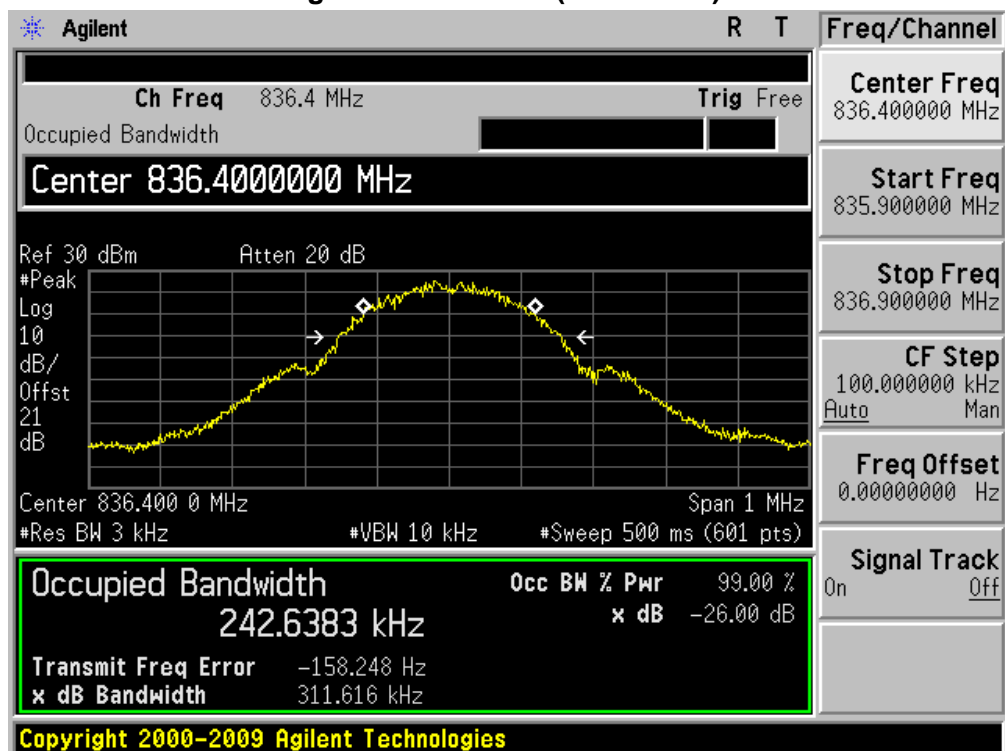 Agilent R T
Ch Freq 836.4 MHz Trig Free
Occupied Bandwidth
Center 836.4000000 MHz
Ref 30 dBm Atten 20 dB
#Peak
Log
10
dB/
Offst
21
dB
Center 836.400 0 MHz Span 1 MHz
#Res BW 3 kHz #VBW 10 kHz #Sweep 500 ms (601 pts)
Occupied Bandwidth
242.6383 kHz
Occ BW % Pwr 99.00 %
x dB -26.00 dB
Transmit Freq Error -158.248 Hz
x dB Bandwidth 311.616 kHz
Copyright 2000-2009 Agilent Technologies
Freq/Channel
Center Freq
836.400000 MHz
Start Freq
835.900000 MHz
Stop Freq
836.900000 MHz
CF Step
100.000000 kHz
Auto Man
Freq Offset
0.00000000 Hz
Signal Track
On Off